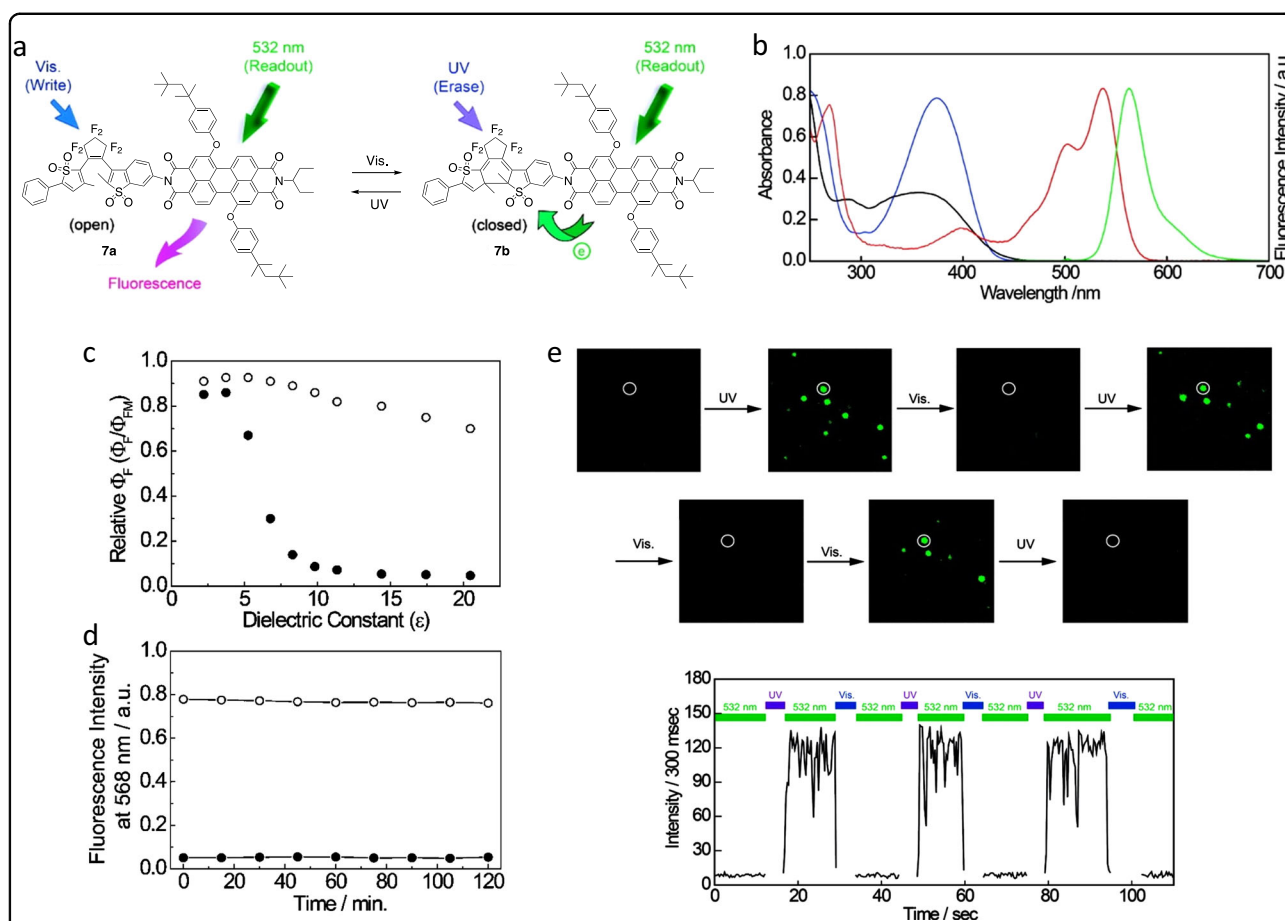 a
Vis.
(Write)
532 nm
(Readout)
UV
(Erase)
532 nm
(Readout)
F2
F2 F2
O
O
S
S
O
O
O
N
O
O
N
O
O
(open)
7a
Fluorescence
Vis.
UV
F2
F2 F2
O
O
S
S
O
O
O
N
O
O
N
O
O
(closed)
7b
e
b
1.0
0.8
0.6
0.4
0.2
0.0
Absorbance
300
400
500
600
700
Wavelength /nm
Fluorescence Intensity / a.u.
c
1.0
0.8
0.6
0.4
0.2
0.0
Relative ΦF (ΦF/ΦFM)
0
5
10
15
20
Dielectric Constant (ε)
d
1.0
0.8
0.6
0.4
0.2
0.0
Fluorescence Intensity
at 568 nm / a.u.
0
20
40
60
80
100
120
Time / min.
e
UV
Vis.
UV
Vis.
Vis.
UV
180
150
120
90
60
30
0
Intensity / 300 msec
UV
Vis.
UV
Vis.
UV
Vis.
532 nm
532 nm
532 nm
532 nm
532 nm
532 nm
532 nm
20
40
60
80
100
Time / sec